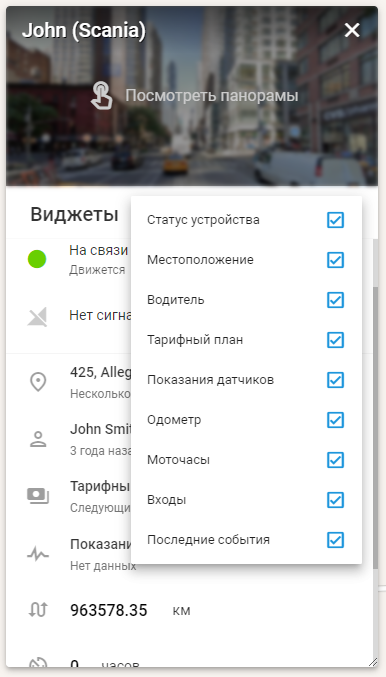 John (Scania)
Посмотреть панорамы
Виджеты
На связи
Движется
Нет сигна
425, Alleg
Несколько
John Smit
3 года наза
Тарифны
Следующи
Показани
Нет данных
963578.35 км
0 часов
Статус устройства
Местоположение
Водитель
Тарифный план
Показания датчиков
Одометр
Моточасы
Входы
Последние события